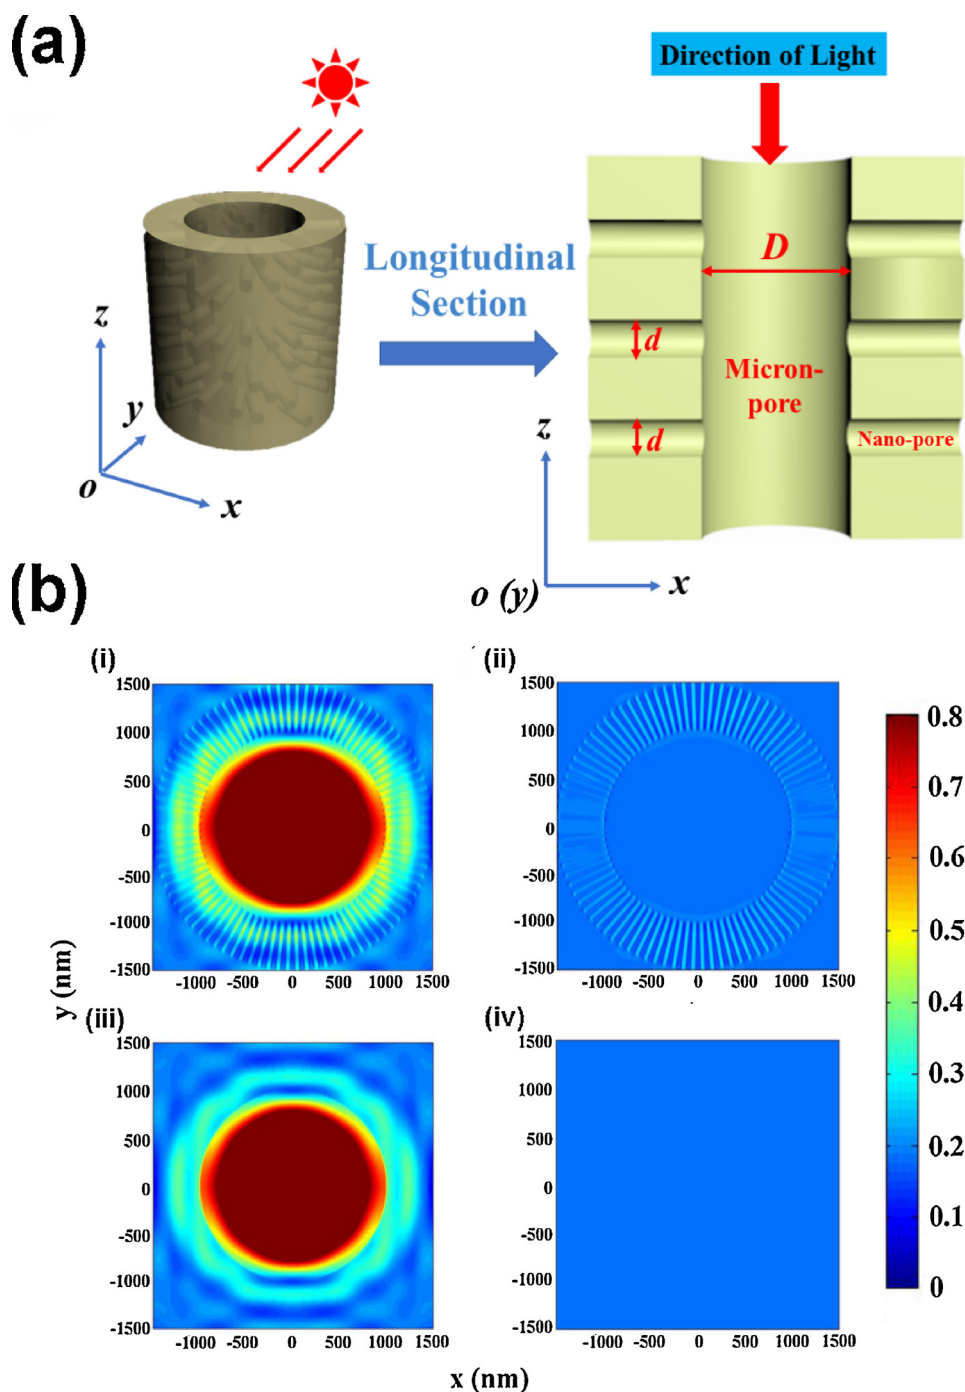 (a)
Direction of Light
Longitudinal
Section
D
d
Micron-
pore
d
Nano-pore
z
y
o
x
z
o (y)
x
(b)
(i)
(ii)
1500
1000
500
0
-500
-1000
-1500
-1000 -500 0 500 1000 1500
1500
1000
500
0
-500
-1000
-1500
-1000 -500 0 500 1000 1500
(iii)
(iv)
1500
1000
500
0
-500
-1000
-1500
-1000 -500 0 500 1000 1500
1500
1000
500
0
-500
-1000
-1500
-1000 -500 0 500 1000 1500
y (nm)
x (nm)
0.8
0.7
0.6
0.5
0.4
0.3
0.2
0.1
0